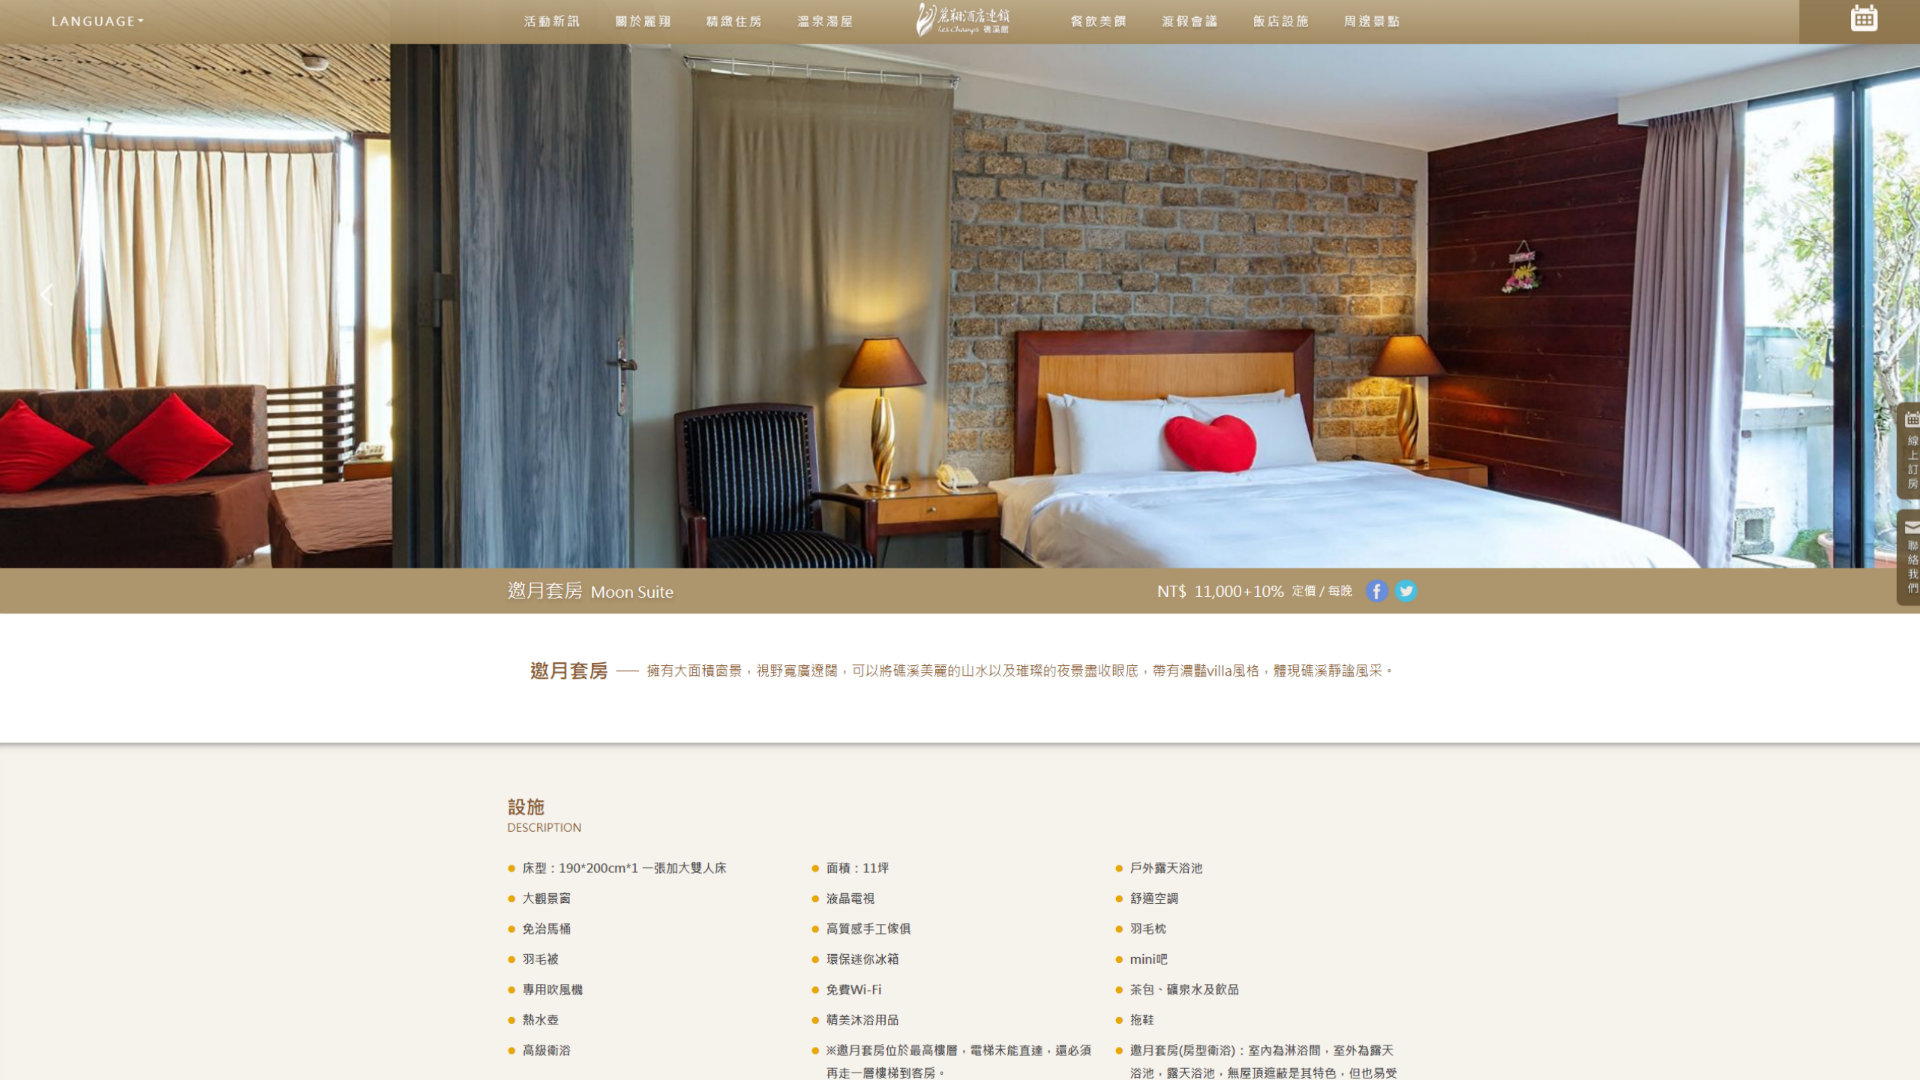 LANGUAGE
活動新訊
關於麗翔
精緻住房
溫泉湯屋
麗翔酒店連鎖
Les Champs 礁溪館
餐飲美饌
渡假會議
飯店設施
周邊景點
線上訂房
聯絡我們
邀月套房 Moon Suite
NT$ 11,000+10% 定價 / 每晚
邀月套房 —— 擁有大面積窗景，視野寬廣遼闊，可以將礁溪美麗的山水以及璀璨的夜景盡收眼底，帶有濃豔villa風格，體現礁溪靜謐風采。
設施
DESCRIPTION
床型：190*200cm*1 一張加大雙人床
面積：11坪
戶外露天浴池
大觀景窗
液晶電視
舒適空調
免治馬桶
高質感手工傢俱
羽毛枕
羽毛被
環保迷你冰箱
mini吧
專用吹風機
免費Wi-Fi
茶包、礦泉水及飲品
熱水壺
精美沐浴用品
拖鞋
高級衛浴
※邀月套房位於最高樓層，電梯未能直達，還必須
再走一層樓梯到客房。
邀月套房(房型衛浴)：室內為淋浴間，室外為露天
浴池，露天浴池，無屋頂遮蔽是其特色，但也易受